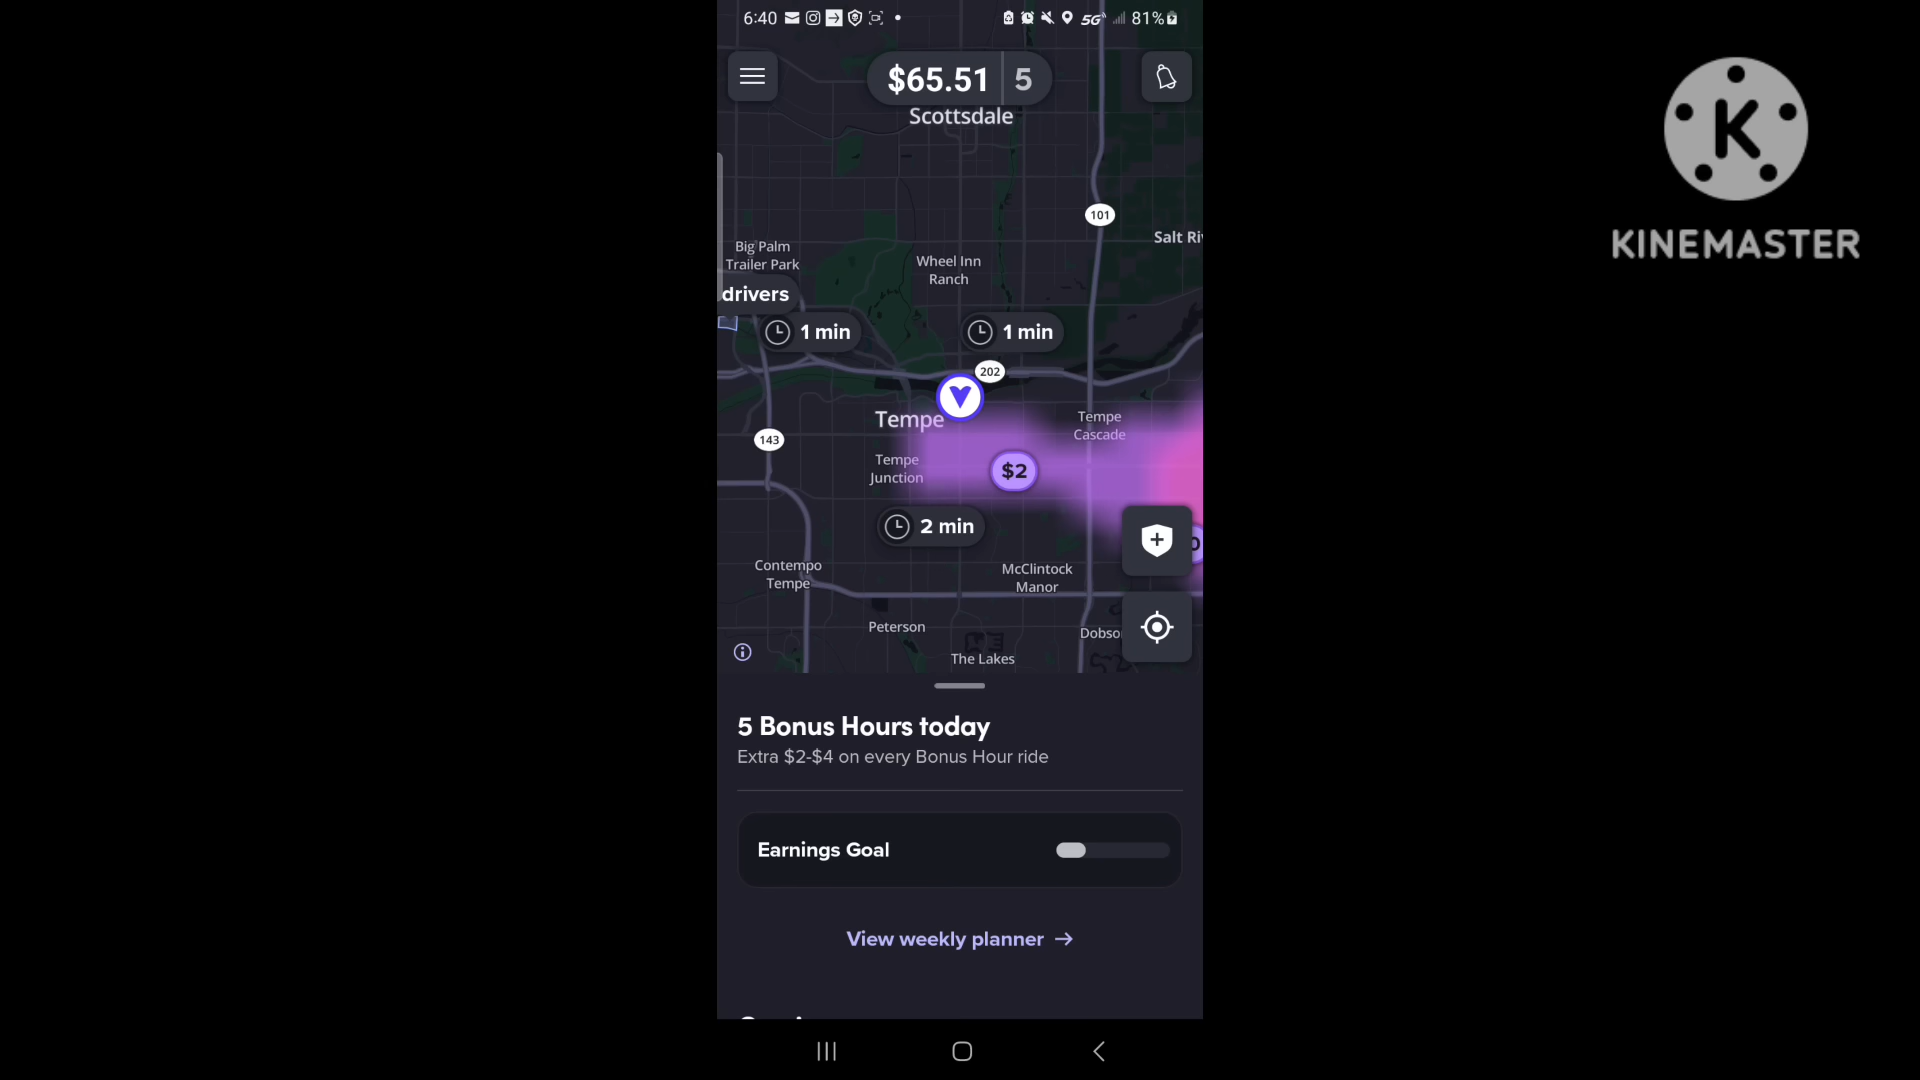 6:40
5G
81%
$65.51
5
Scottsdale
101
Salt Ri
Big Palm
Trailer Park
Wheel Inn
Ranch
drivers
1 min
1 min
202
Tempe
Tempe
Cascade
143
Tempe
Junction
$2
2 min
Contempo
Tempe
McClintock
Manor
Peterson
Dobso
The Lakes
5 Bonus Hours today
Extra $2-$4 on every Bonus Hour ride
Earnings Goal
View weekly planner →
K
KINEMASTER